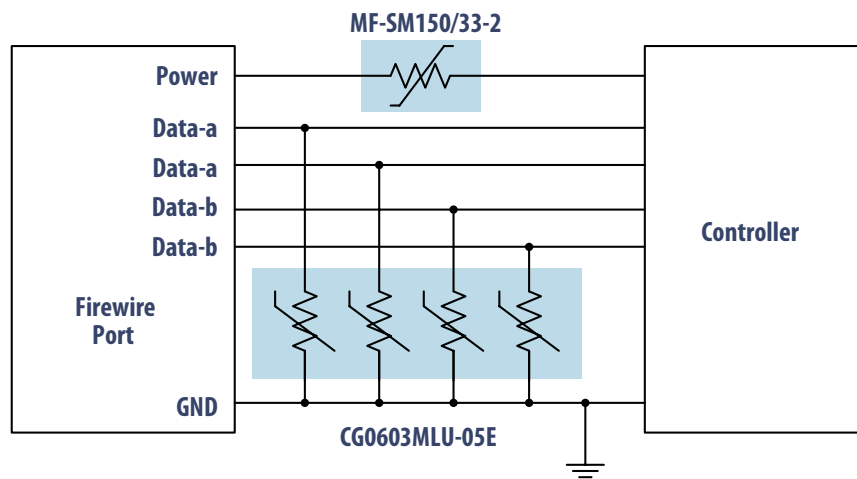 MF-SM150/33-2
Power
Data-a
Data-a
Data-b
Data-b
Controller
Firewire
Port
GND
CG0603MLU-05E